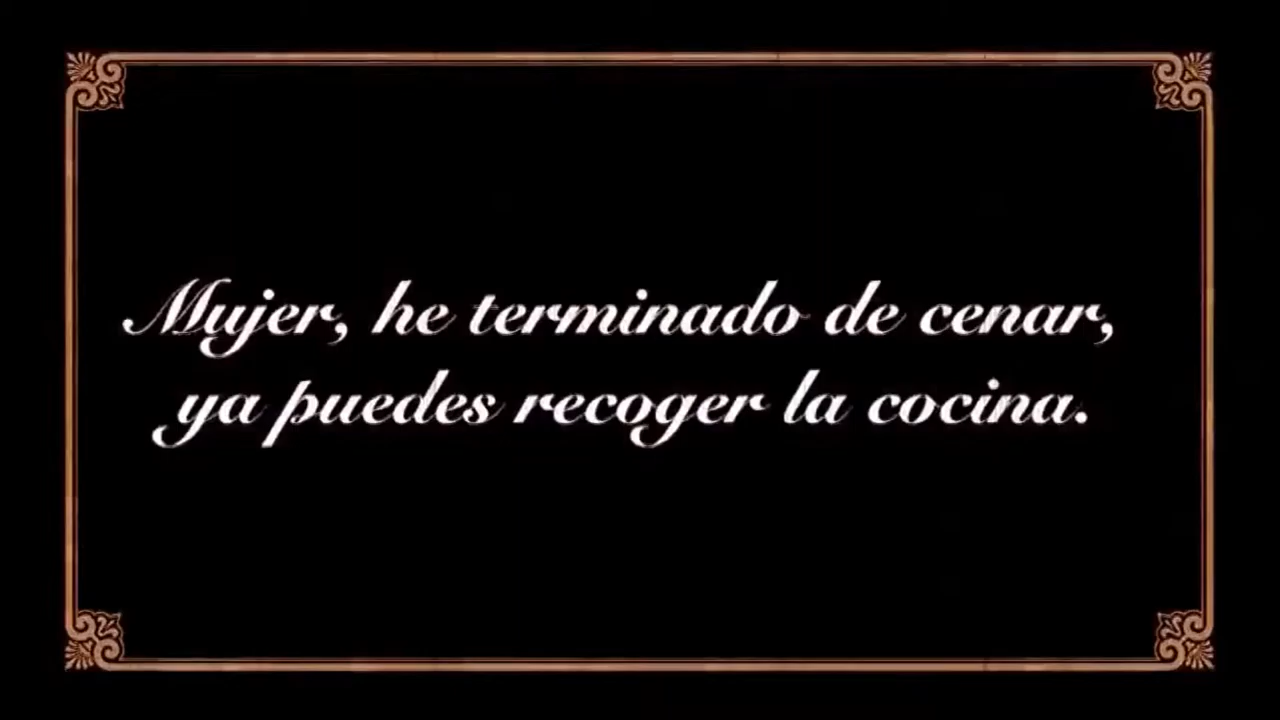 Mujer, he terminado de cenar,
ya puedes recoger la cocina.